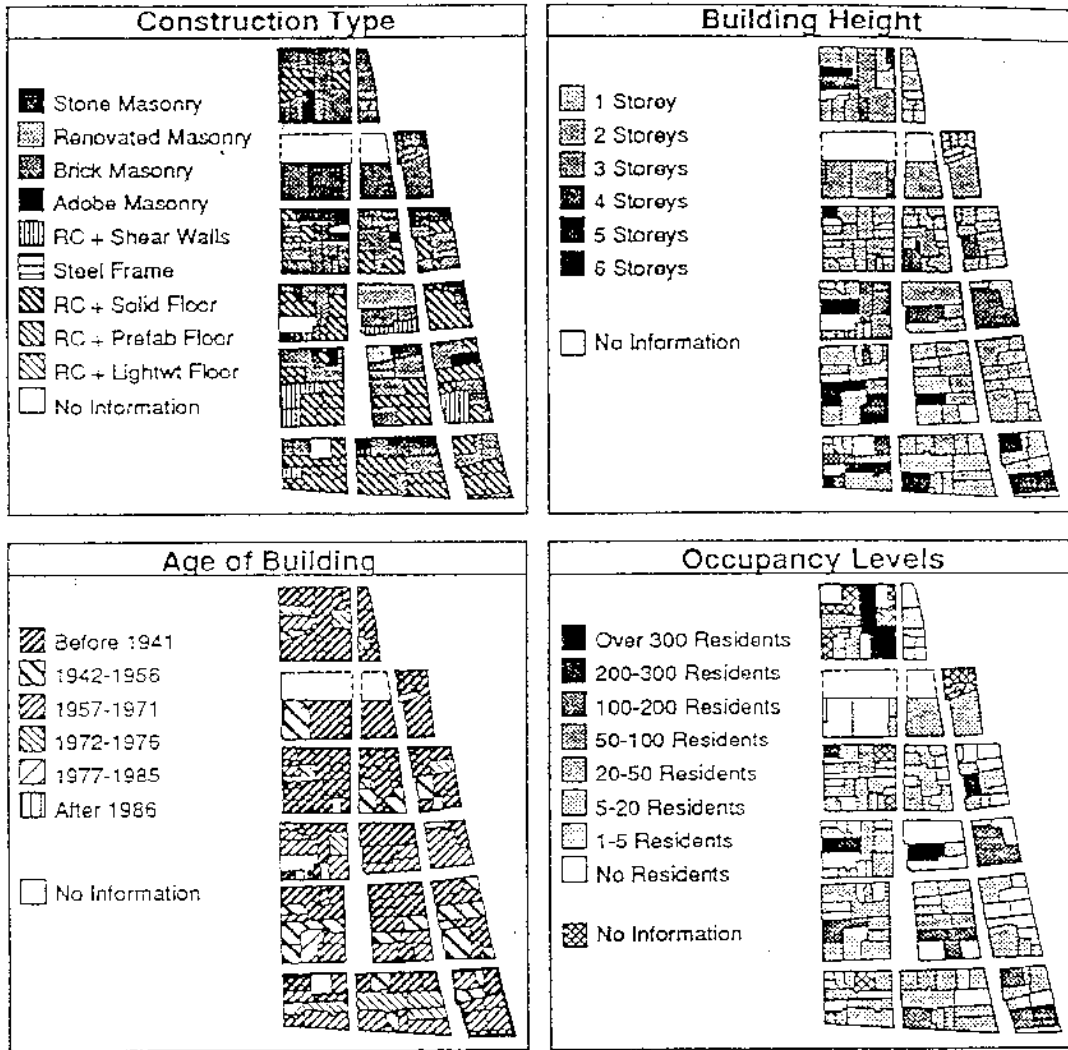 Construction Type
Stone Masonry
Renovated Masonry
Brick Masonry
Adobe Masonry
RC + Shear Walls
Steel Frame
RC + Solid Floor
RC + Prefab Floor
RC + Lightwt Floor
No Information
Building Height
1 Storey
2 Storeys
3 Storeys
4 Storeys
5 Storeys
6 Storeys
No Information
Age of Building
Before 1941
1942-1956
1957-1971
1972-1976
1977-1985
After 1986
No Information
Occupancy Levels
Over 300 Residents
200-300 Residents
100-200 Residents
50-100 Residents
20-50 Residents
5-20 Residents
1-5 Residents
No Residents
No Information